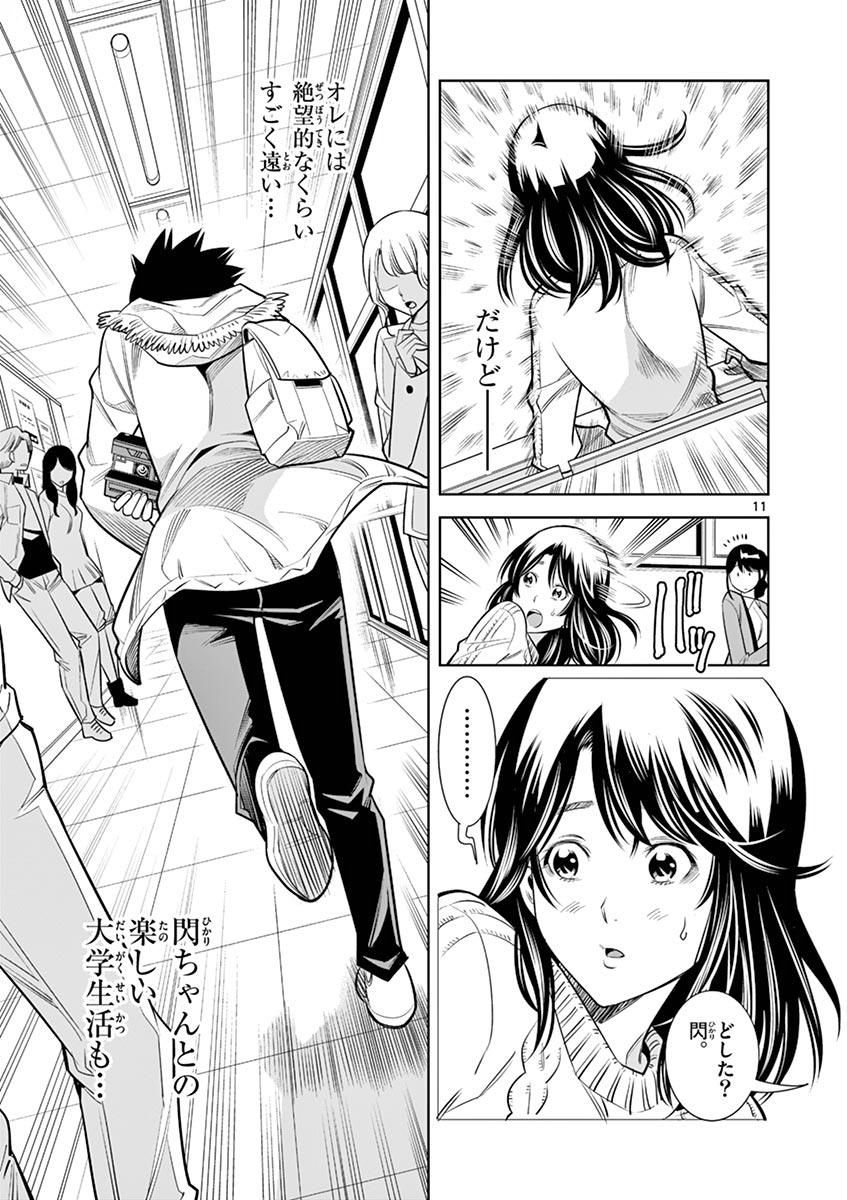 だけど――
11
バッ
………
どした?
閃。
オレには
絶望的なくらい
すごく遠い…
閃ちゃんとの
楽しい
大学生活も…